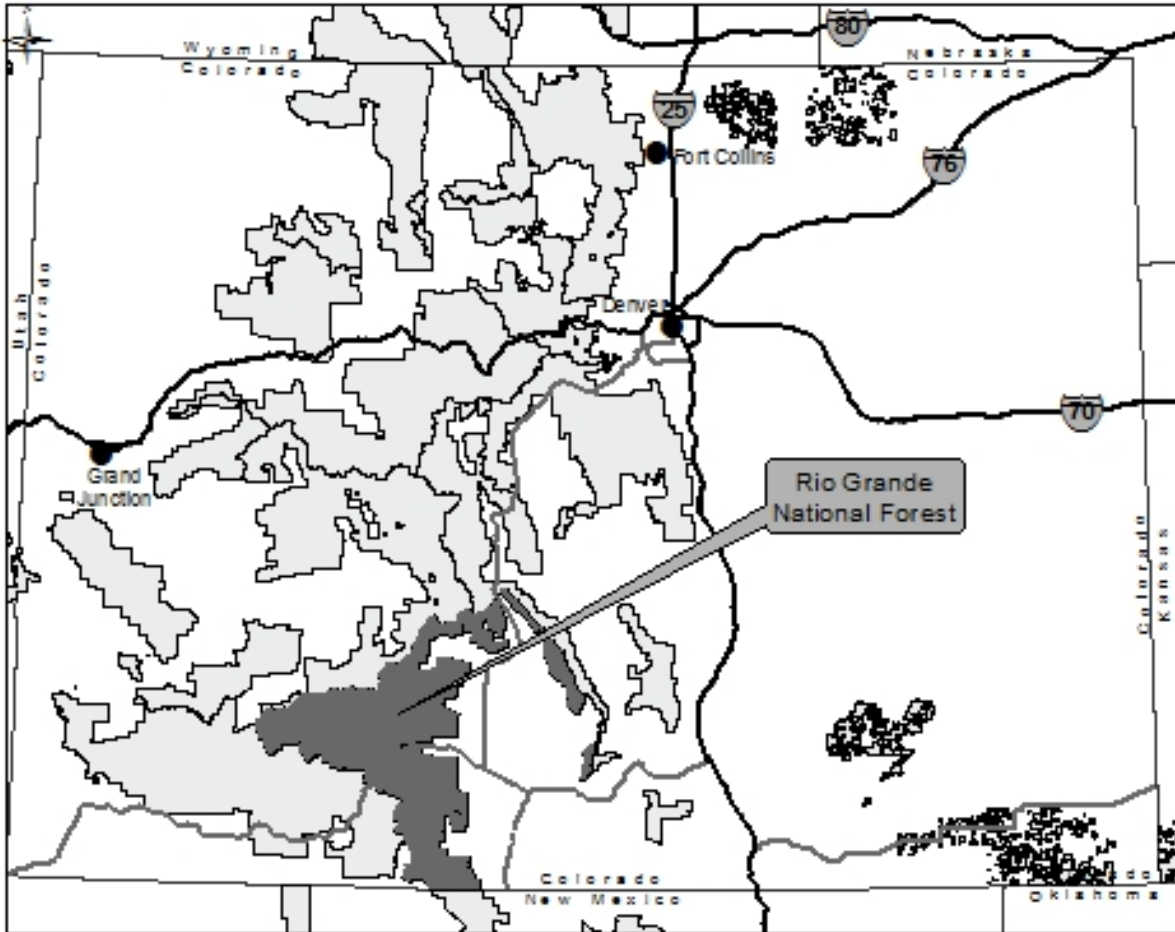 80
Wyoming
Colorado
Nebraska
Colorado
25
Fort Collins
76
Utah
Colorado
Denver
70
Grand
Junction
Rio Grande
National Forest
Colorado
Kansas
Colorado
New Mexico
Oklahoma